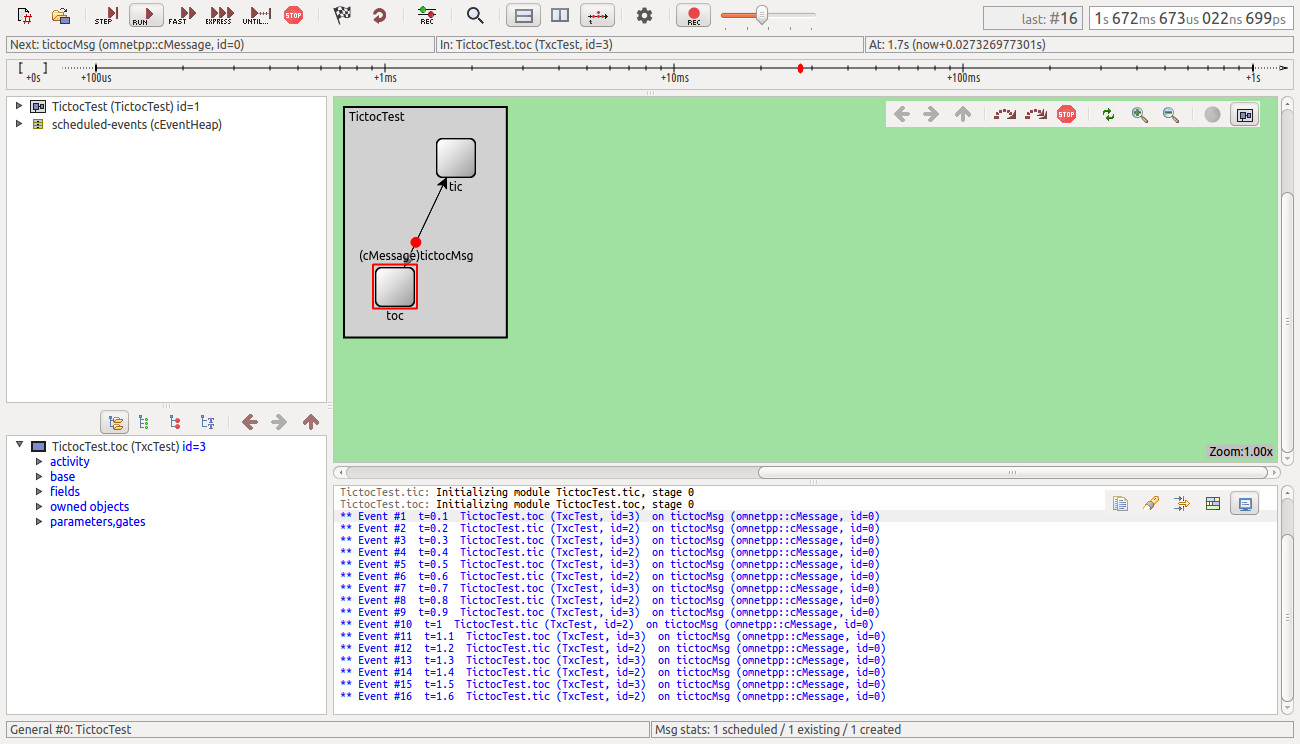 STEP RUN FAST EXPRESS UNTIL... STOP REC REC last: #16 1s 672ms 673us 022ns 699ps
Next: tictocMsg (omnetpp::cMessage, id=0) In: TictocTest.toc (TxcTest, id=3) At: 1.7s (now+0.027326977301s)
[ ]
+0s +100us +1ms +10ms +100ms +1s
TictocTest (TictocTest) id=1
scheduled-events (cEventHeap)
TictocTest
STOP
tic
(cMessage)tictocMsg
toc
Zoom:1.00x
TictocTest.toc (TxcTest) id=3
activity
base
fields
owned objects
parameters,gates
TictocTest.tic: Initializing module TictocTest.tic, stage 0
TictocTest.toc: Initializing module TictocTest.toc, stage 0
** Event #1 t=0.1 TictocTest.toc (TxcTest, id=3) on tictocMsg (omnetpp::cMessage, id=0)
** Event #2 t=0.2 TictocTest.tic (TxcTest, id=2) on tictocMsg (omnetpp::cMessage, id=0)
** Event #3 t=0.3 TictocTest.toc (TxcTest, id=3) on tictocMsg (omnetpp::cMessage, id=0)
** Event #4 t=0.4 TictocTest.tic (TxcTest, id=2) on tictocMsg (omnetpp::cMessage, id=0)
** Event #5 t=0.5 TictocTest.toc (TxcTest, id=3) on tictocMsg (omnetpp::cMessage, id=0)
** Event #6 t=0.6 TictocTest.tic (TxcTest, id=2) on tictocMsg (omnetpp::cMessage, id=0)
** Event #7 t=0.7 TictocTest.toc (TxcTest, id=3) on tictocMsg (omnetpp::cMessage, id=0)
** Event #8 t=0.8 TictocTest.tic (TxcTest, id=2) on tictocMsg (omnetpp::cMessage, id=0)
** Event #9 t=0.9 TictocTest.toc (TxcTest, id=3) on tictocMsg (omnetpp::cMessage, id=0)
** Event #10 t=1 TictocTest.tic (TxcTest, id=2) on tictocMsg (omnetpp::cMessage, id=0)
** Event #11 t=1.1 TictocTest.toc (TxcTest, id=3) on tictocMsg (omnetpp::cMessage, id=0)
** Event #12 t=1.2 TictocTest.tic (TxcTest, id=2) on tictocMsg (omnetpp::cMessage, id=0)
** Event #13 t=1.3 TictocTest.toc (TxcTest, id=3) on tictocMsg (omnetpp::cMessage, id=0)
** Event #14 t=1.4 TictocTest.tic (TxcTest, id=2) on tictocMsg (omnetpp::cMessage, id=0)
** Event #15 t=1.5 TictocTest.toc (TxcTest, id=3) on tictocMsg (omnetpp::cMessage, id=0)
** Event #16 t=1.6 TictocTest.tic (TxcTest, id=2) on tictocMsg (omnetpp::cMessage, id=0)
General #0: TictocTest Msg stats: 1 scheduled / 1 existing / 1 created